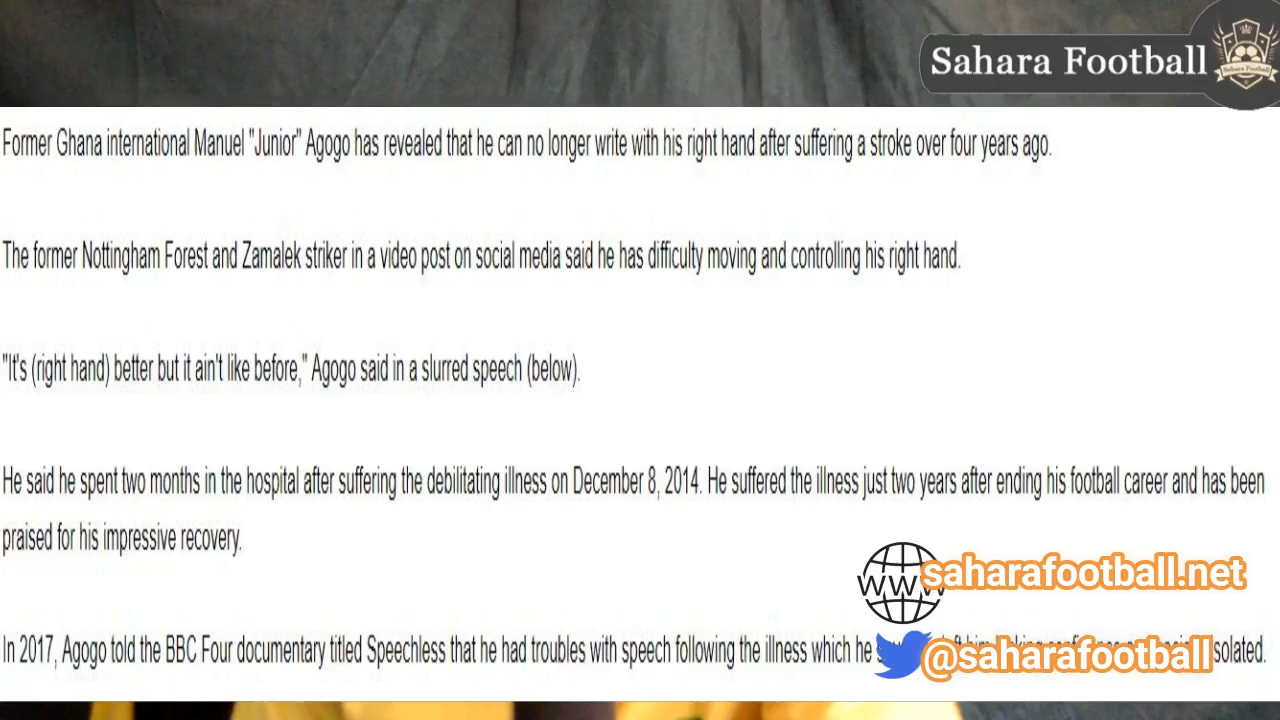 Sahara Football
Former Ghana international Manuel "Junior" Agogo has revealed that he can no longer write with his right hand after suffering a stroke over four years ago.
The former Nottingham Forest and Zamalek striker in a video post on social media said he has difficulty moving and controlling his right hand.
"It's (right hand) better but it ain't like before," Agogo said in a slurred speech (below).
He said he spent two months in the hospital after suffering the debilitating illness on December 8, 2014. He suffered the illness just two years after ending his football career and has been
praised for his impressive recovery.
www saharafootball.net
In 2017, Agogo told the BBC Four documentary titled Speechless that he had troubles with speech following the illness which he
@saharafootball